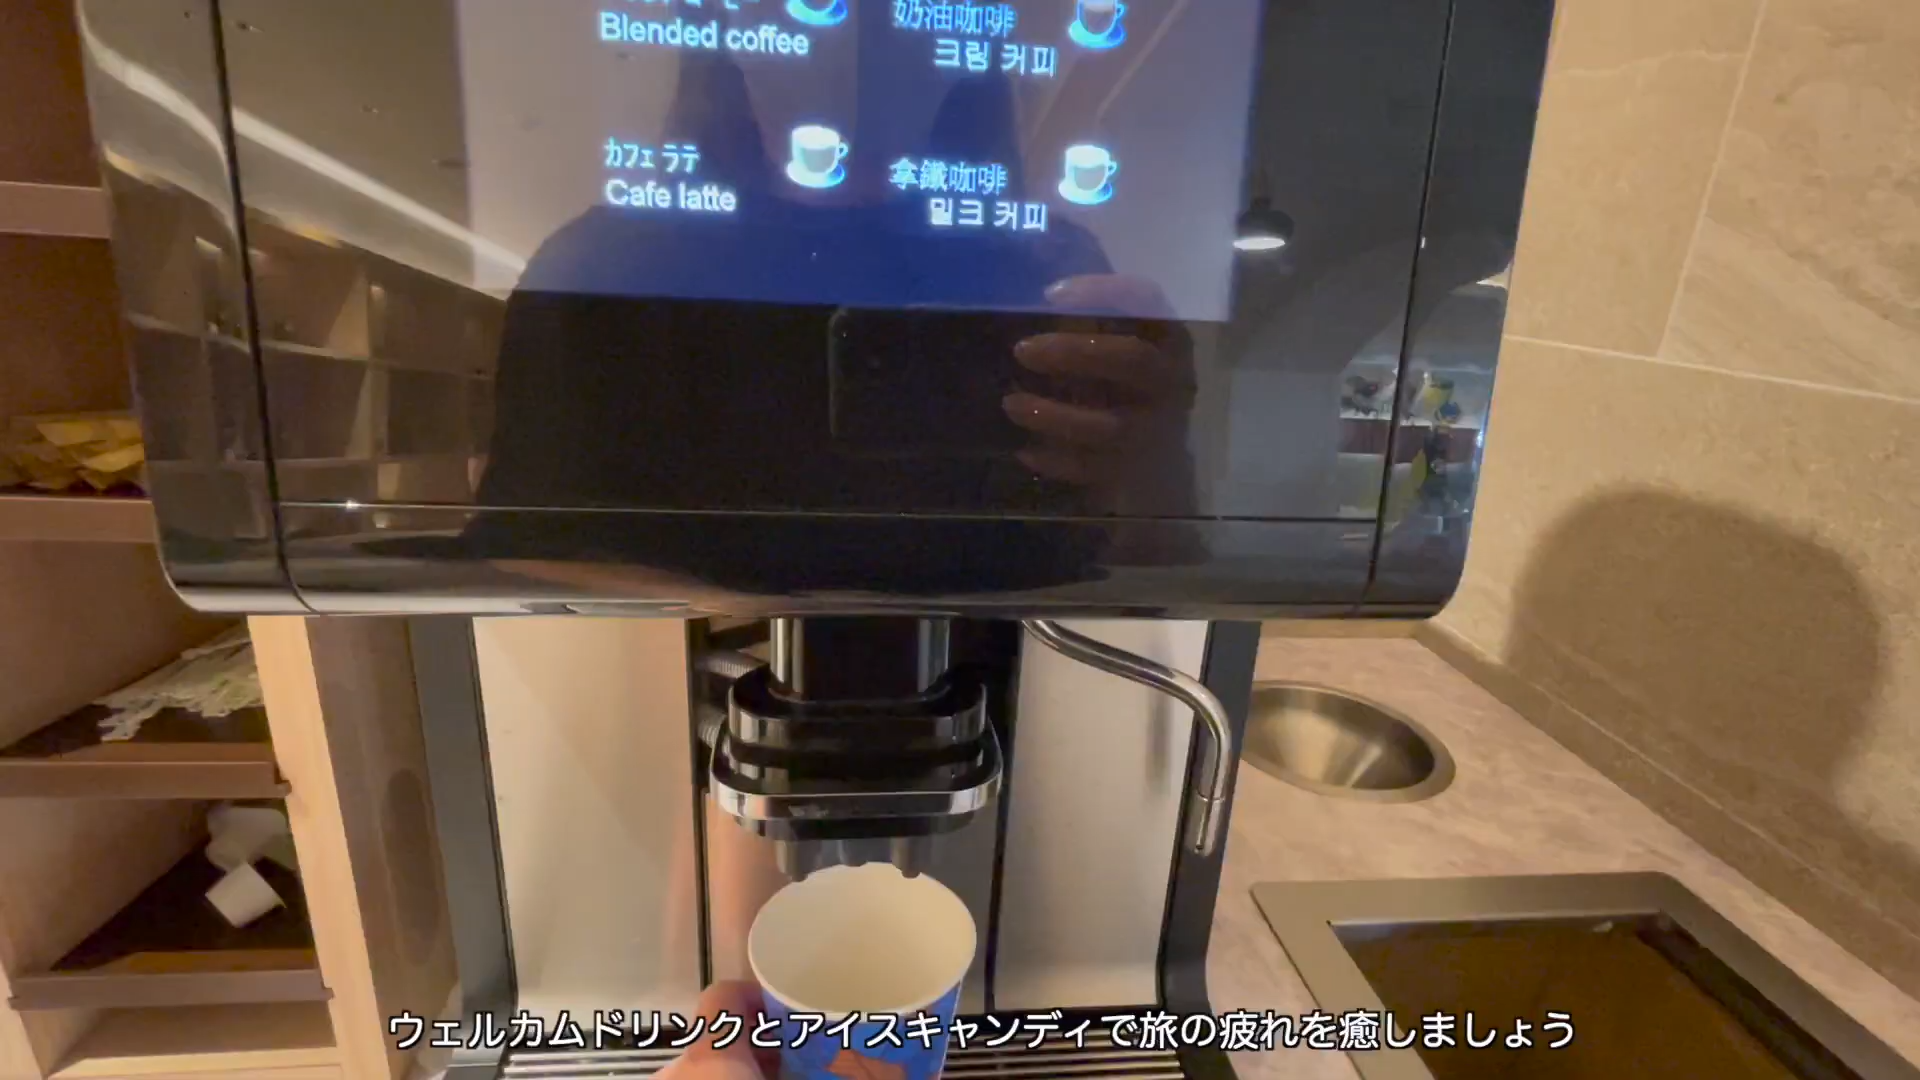 Blended coffee
奶油咖啡
크림 커피
カフェ ラテ
Cafe latte
拿鐵咖啡
밀크 커피
ウェルカムドリンクとアイスキャンディで旅の疲れを癒しましょう